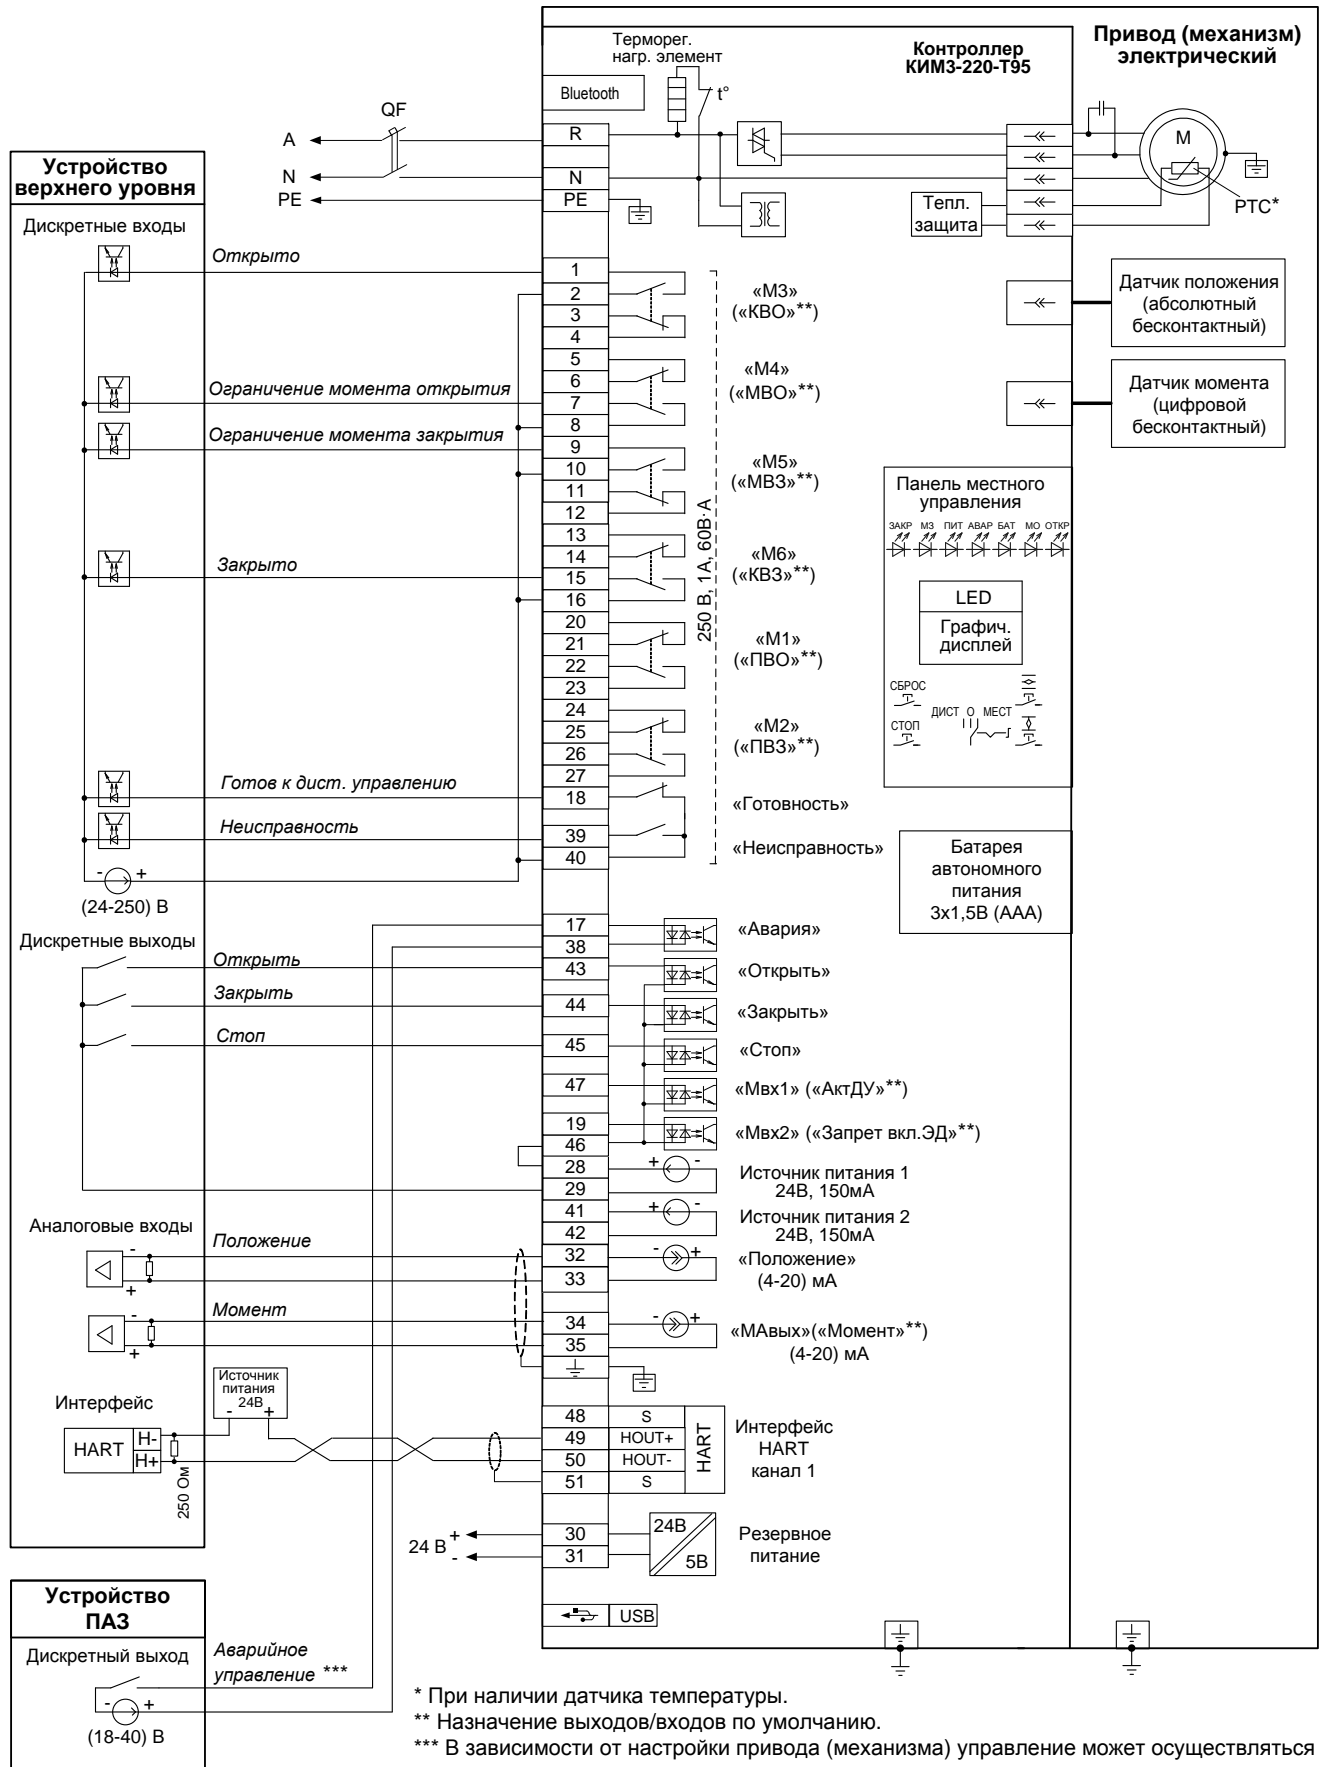 Привод (механизм)
электрический
Контроллер
КИМ3-220-Т95
Терморег.
нагр. элемент
t°
Bluetooth
QF
A
N
PE
R
N
PE
M
PTC*
Тепл.
защита
Устройство
верхнего уровня
Дискретные входы
Открыто
Ограничение момента открытия
Ограничение момента закрытия
Закрыто
Готов к дист. управлению
Неисправность
- +
(24-250) В
1
2
3
4
5
6
7
8
9
10
11
12
13
14
15
16
20
21
22
23
24
25
26
27
18
39
40
«М3»
(«КВО»**)
«М4»
(«МВО»**)
«М5»
(«МВЗ»**)
«М6»
(«КВЗ»**)
«М1»
(«ПВО»**)
«М2»
(«ПВЗ»**)
«Готовность»
«Неисправность»
250 В, 1А, 60В·А
Датчик положения
(абсолютный
бесконтактный)
Датчик момента
(цифровой
бесконтактный)
Панель местного
управления
ЗАКР МЗ ПИТ АВАР БАТ МО ОТКР
LED
Графич.
дисплей
СБРОС
СТОП
ДИСТ О МЕСТ
Батарея
автономного
питания
3х1,5В (ААА)
Дискретные выходы
Открыть
Закрыть
Стоп
17
38
43
44
45
47
19
46
28
29
41
42
32
33
34
35
«Авария»
«Открыть»
«Закрыть»
«Стоп»
«Мвх1» («АктДУ»**)
«Мвх2» («Запрет вкл.ЭД»**)
+ -
Источник питания 1
24В, 150мА
+ -
Источник питания 2
24В, 150мА
- +
«Положение»
(4-20) мА
- +
«МАвых»(«Момент»**)
(4-20) мА
Аналоговые входы
Положение
-
+
Момент
-
+
Источник
питания
24В
- +
Интерфейс
HART
H-
H+
250 Ом
48 S
49 HOUT+
50 HOUT-
51 S
HART
Интерфейс
HART
канал 1
24 В + -
30
31
24В
5В
Резервное
питание
USB
Устройство
ПАЗ
Дискретный выход
Аварийное
управление ***
- +
(18-40) В
* При наличии датчика температуры.
** Назначение выходов/входов по умолчанию.
*** В зависимости от настройки привода (механизма) управление может осуществляться